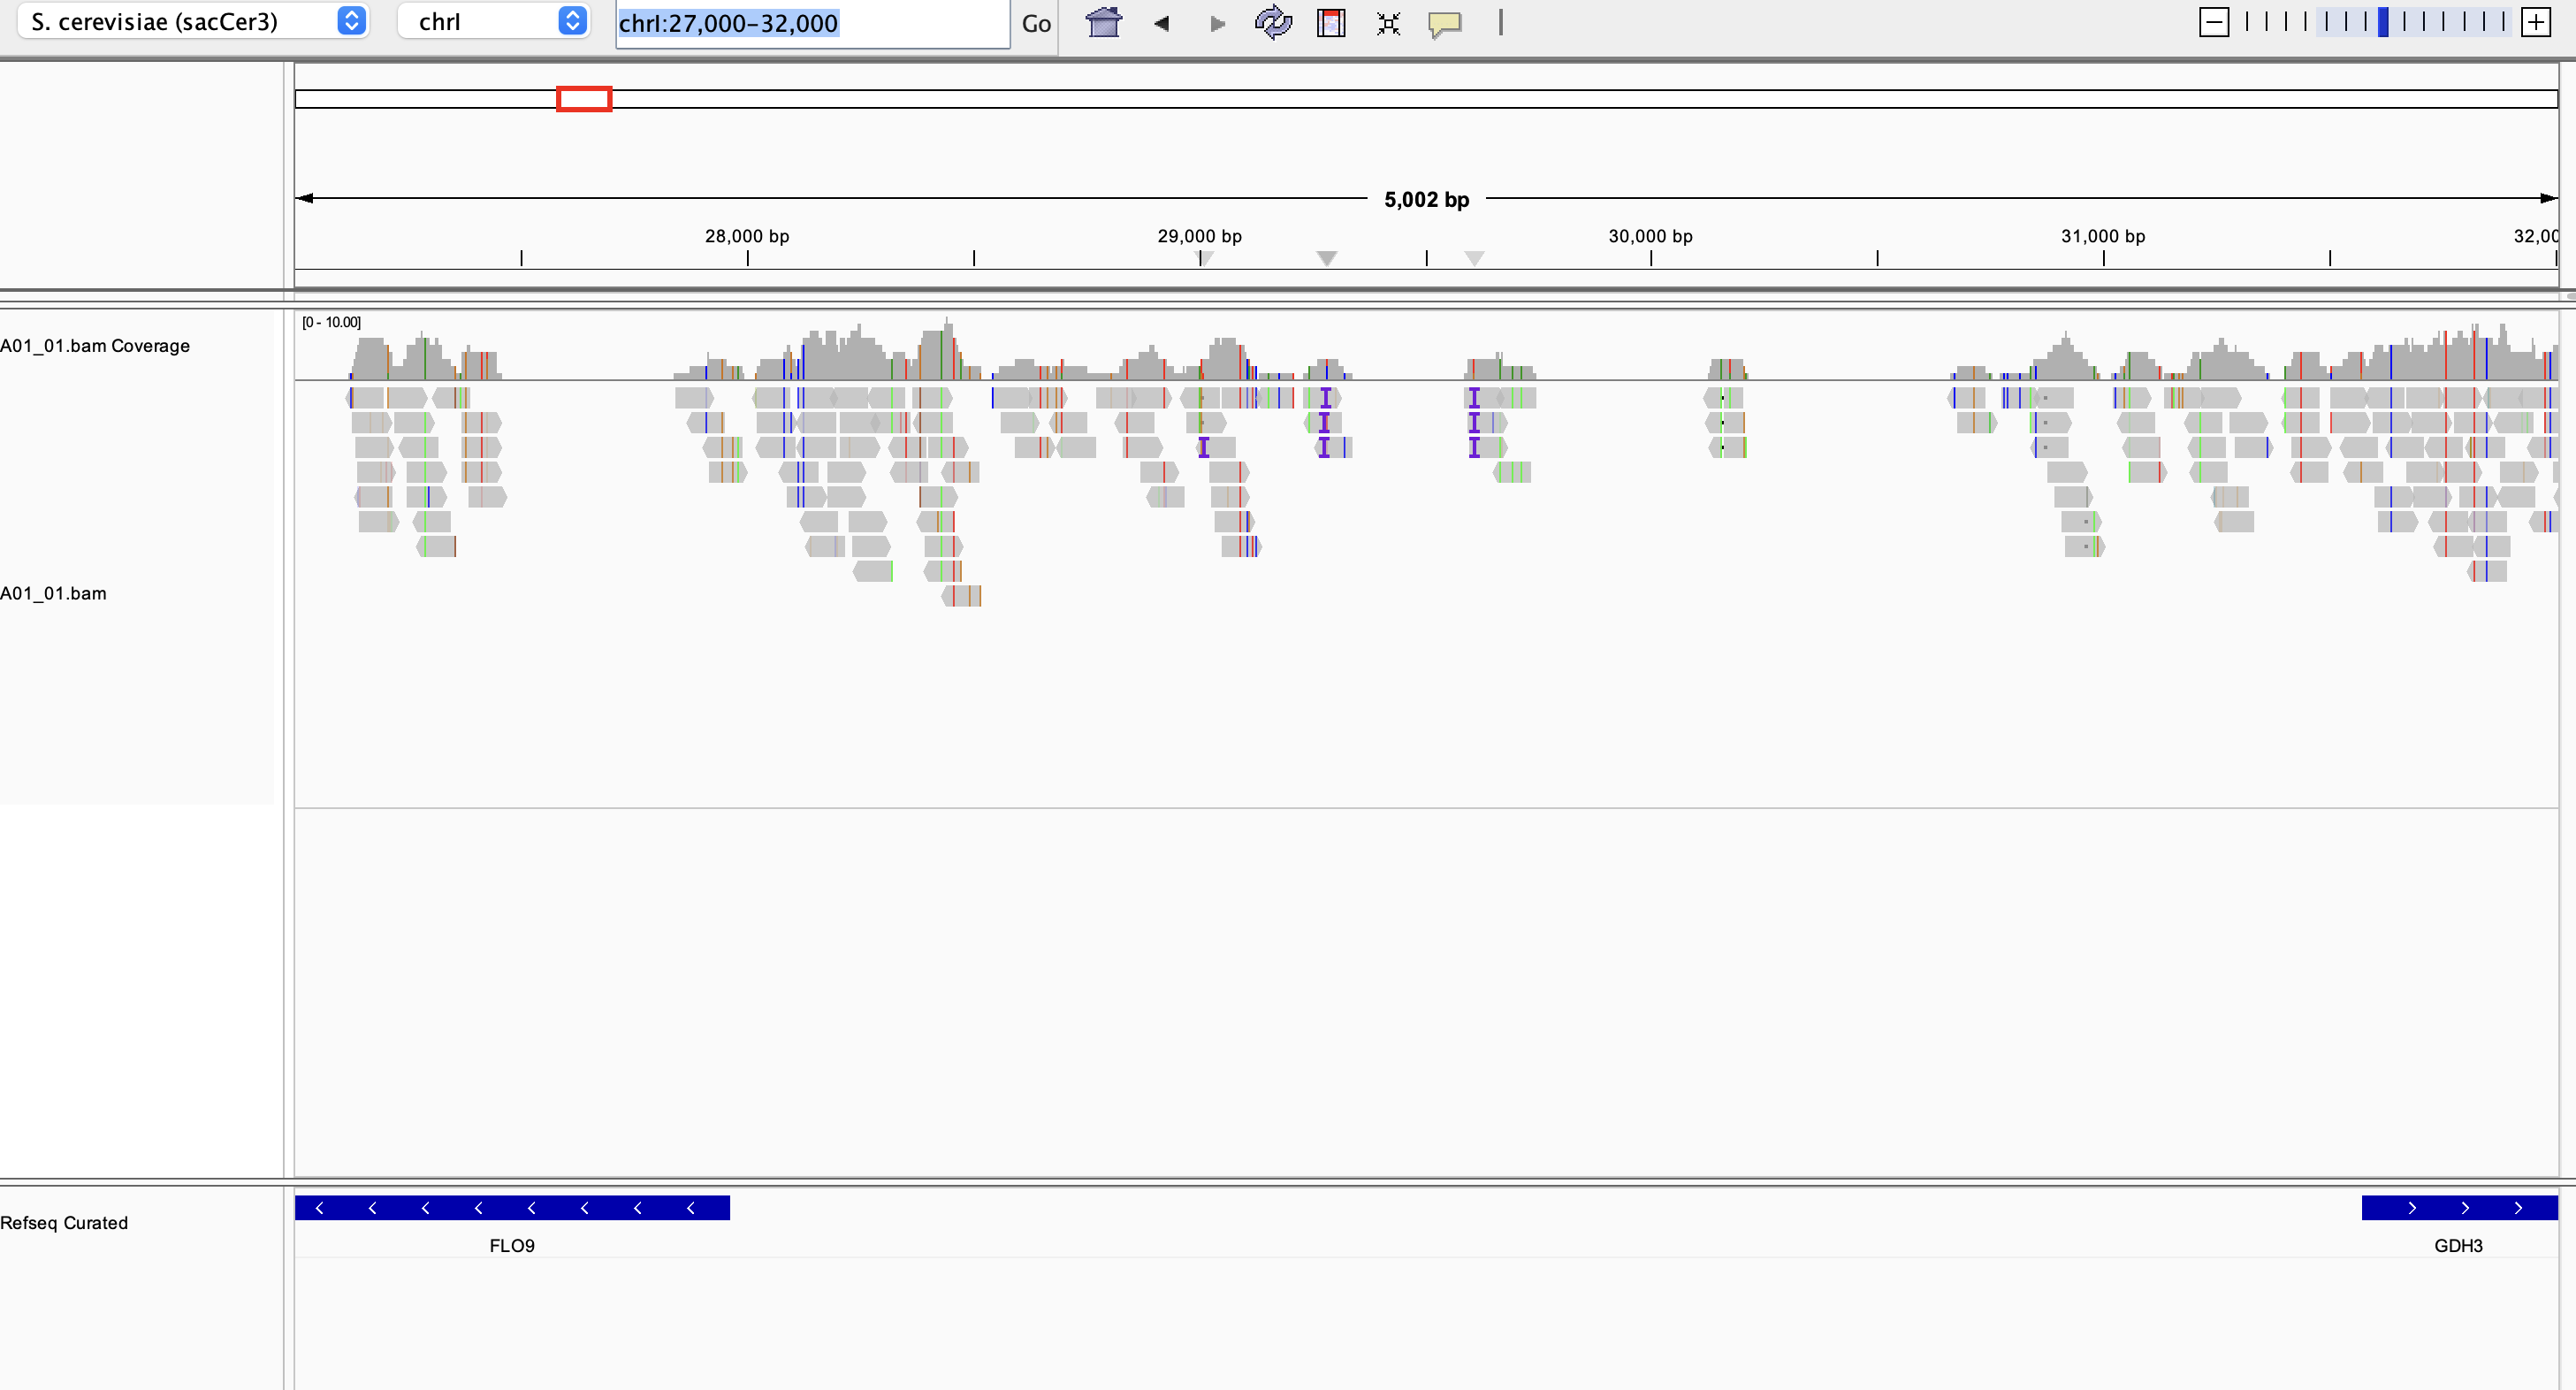 S. cerevisiae (sacCer3) chrI chrI:27,000-32,000 Go
5,002 bp
28,000 bp 29,000 bp 30,000 bp 31,000 bp 32,00
[0 - 10.00]
A01_01.bam Coverage
A01_01.bam
Refseq Curated
FLO9 GDH3